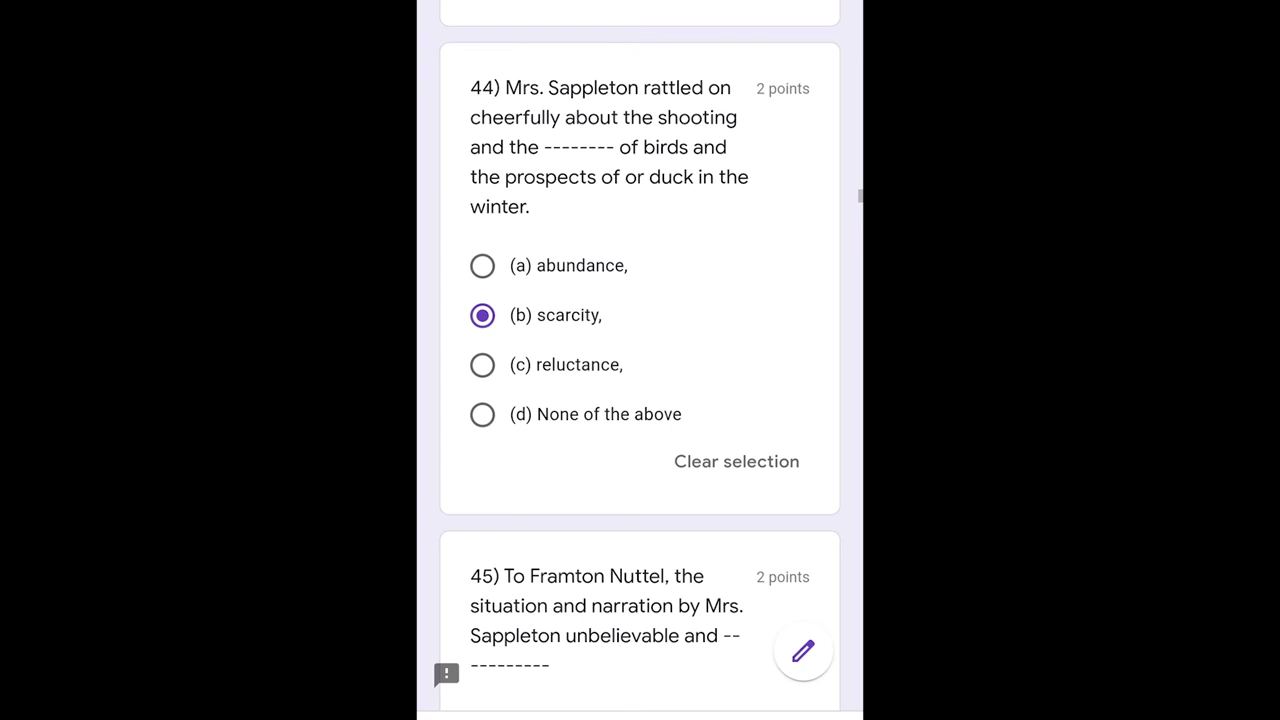 44) Mrs. Sappleton rattled on 2 points
cheerfully about the shooting
and the -------- of birds and
the prospects of or duck in the
winter.
(a) abundance,
(b) scarcity,
(c) reluctance,
(d) None of the above
Clear selection
45) To Framton Nuttel, the 2 points
situation and narration by Mrs.
Sappleton unbelievable and --
----------